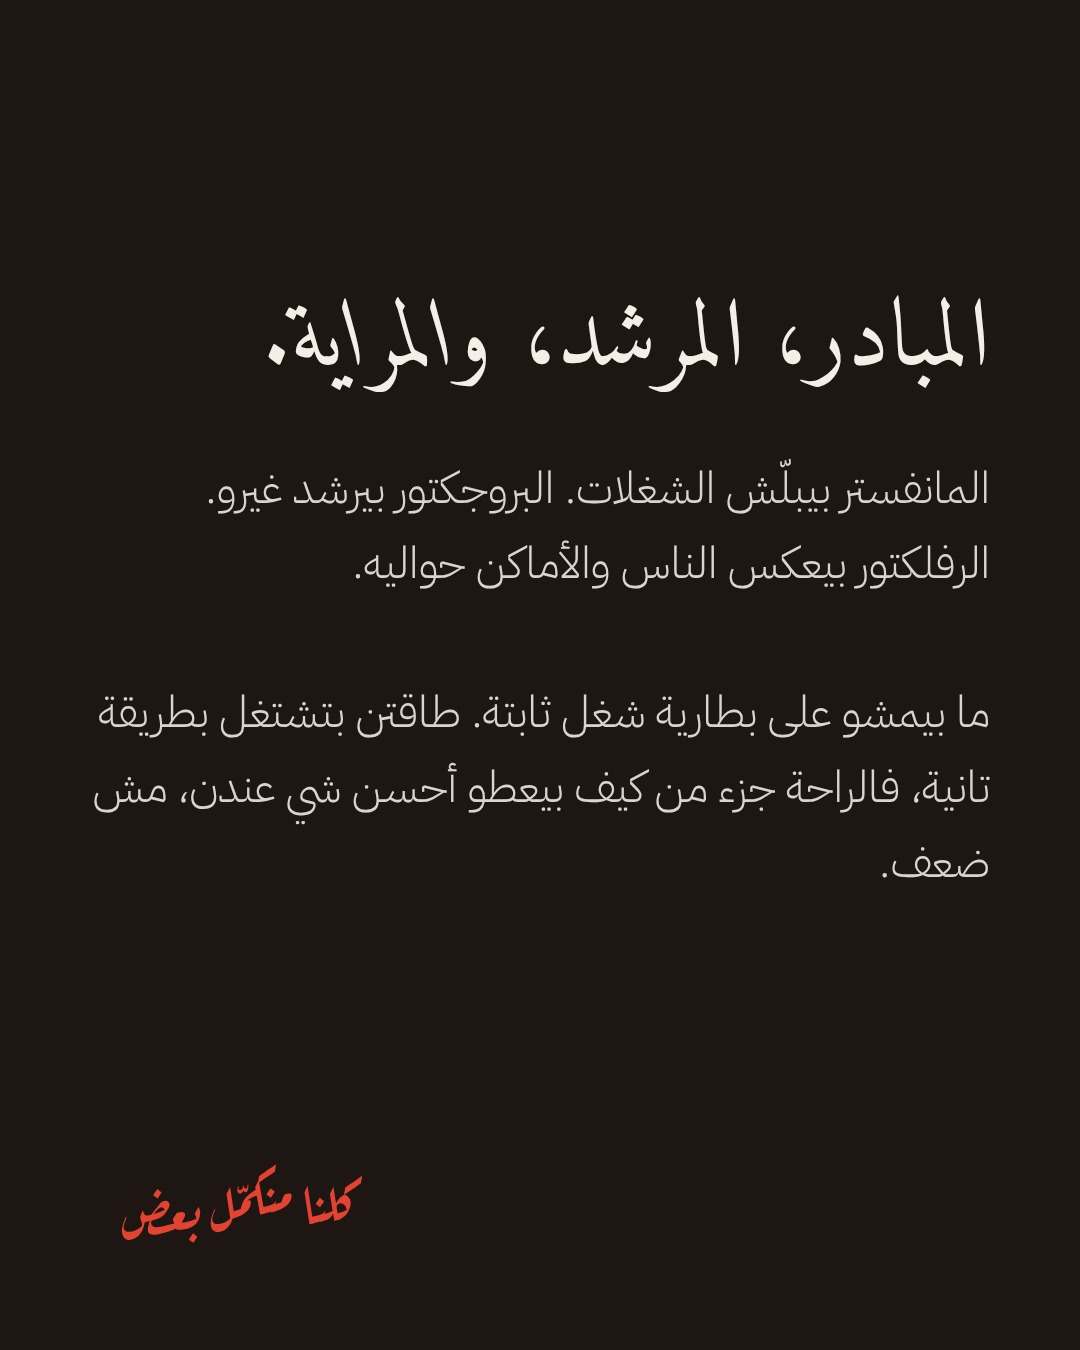 المبادر، المرشد، والمراية.
المانفستر بيبلّش الشغلات. البروجكتور بيرشد غيرو.
الرفلكتور بيعكس الناس والأماكن حواليه.
ما بيمشو على بطارية شغل ثابتة. طاقتن بتشتغل بطريقة
تانية، فالراحة جزء من كيف بيعطو أحسن شي عندن، مش
ضعف.
كلنا منكمّل بعض